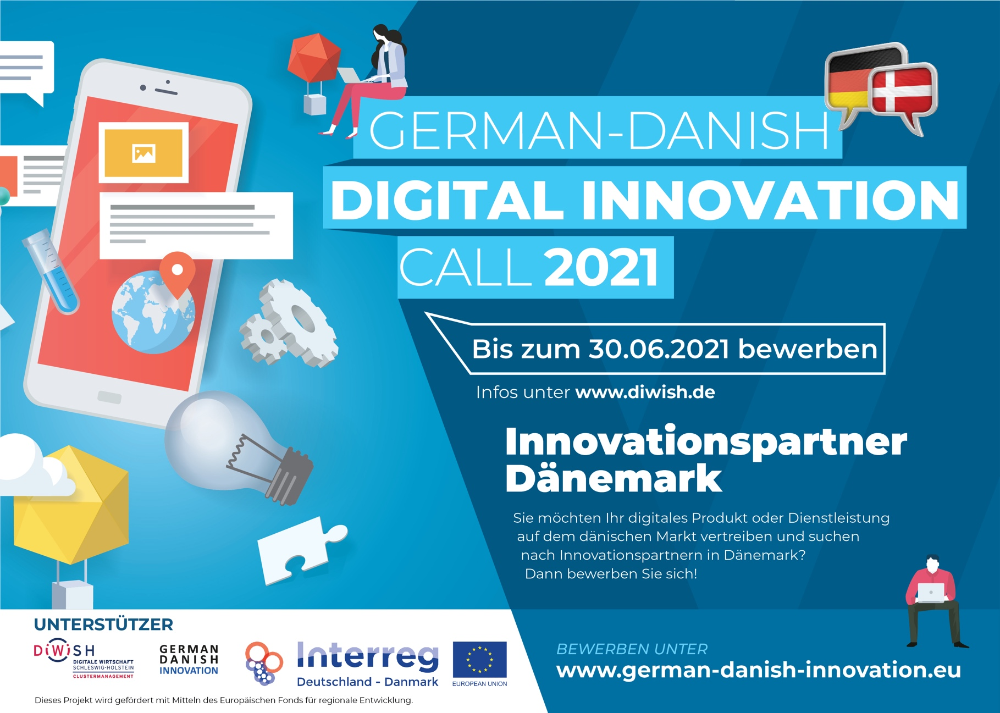 GERMAN-DANISH
DIGITAL INNOVATION
CALL 2021
Bis zum 30.06.2021 bewerben
Infos unter www.diwish.de
Innovationspartner
Dänemark
Sie möchten Ihr digitales Produkt oder Dienstleistung
auf dem dänischen Markt vertreiben und suchen
nach Innovationspartnern in Dänemark?
Dann bewerben Sie sich!
UNTERSTÜTZER
DiWiSH
DIGITALE WIRTSCHAFT
SCHLESWIG-HOLSTEIN
CLUSTERMANAGEMENT
GERMAN
DANISH
INNOVATION
Interreg
Deutschland - Danmark
EUROPEAN UNION
Dieses Projekt wird gefördert mit Mitteln des Europäischen Fonds für regionale Entwicklung.
BEWERBEN UNTER
www.german-danish-innovation.eu